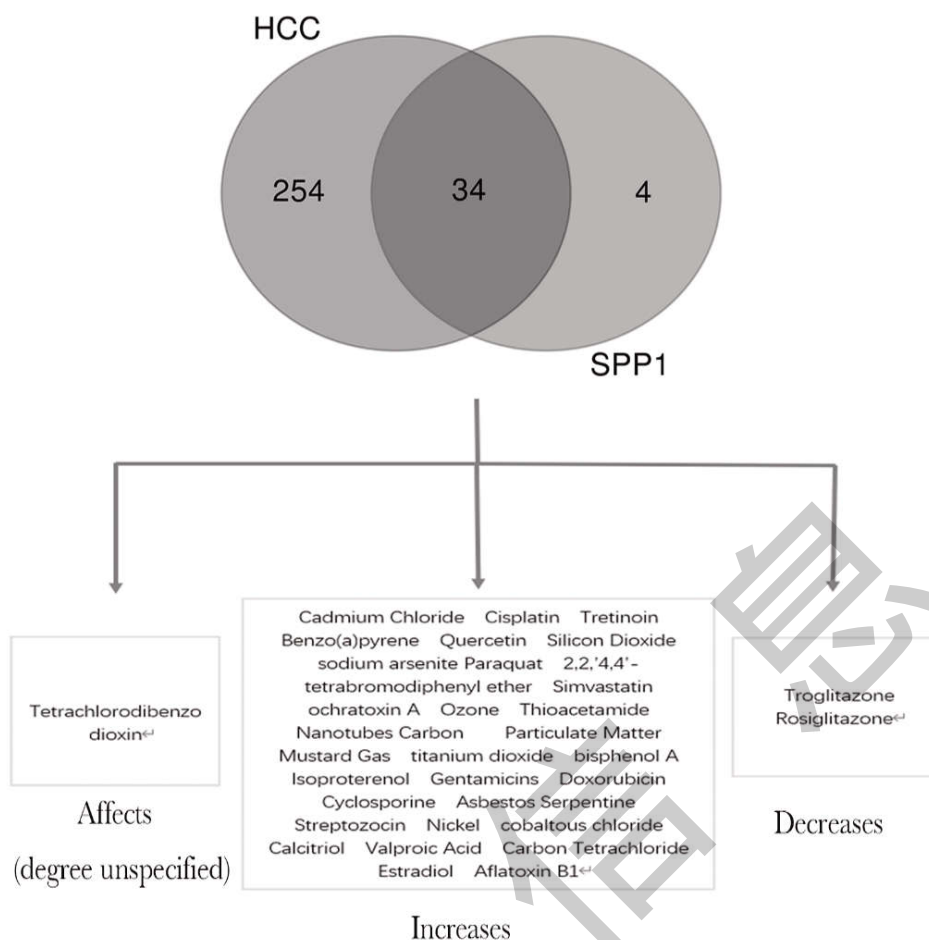 HCC
254
34
4
SPP1
Tetrachlorodibenzo
dioxin↵
Affects
(degree unspecified)
Cadmium Chloride Cisplatin Tretinoin
Benzo(a)pyrene Quercetin Silicon Dioxide
sodium arsenite Paraquat 2,2,'4,4'-
tetrabromodiphenyl ether Simvastatin
ochratoxin A Ozone Thioacetamide
Nanotubes Carbon Particulate Matter
Mustard Gas titanium dioxide bisphenol A
Isoproterenol Gentamicins Doxorubicin
Cyclosporine Asbestos Serpentine
Streptozocin Nickel cobaltous chloride
Calcitriol Valproic Acid Carbon Tetrachloride
Estradiol Aflatoxin B1↵
Increases
Troglitazone
Rosiglitazone↵
Decreases
信息